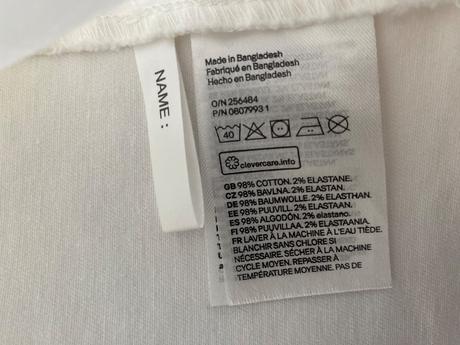 NAME :
Made in Bangladesh
Fabriqué en Bangladesh
Hecho en Bangladesh
O/N 256484
P/N 0807993 1
40
clevercare.info
GB 98% COTTON. 2% ELASTANE.
CZ 98% BAVLNA. 2% ELASTAN.
DE 98% BAUMWOLLE. 2% ELASTHAN.
EE 98% PUUVILL. 2% ELASTAAN.
ES 98% ALGODÓN. 2% elastano.
FI 98% PUUVILLAA. 2% ELASTAANIA.
FR LAVER À LA MACHINE À L'EAU TIÈDE.
BLANCHIR SANS CHLORE SI
NÉCESSAIRE. SÉCHER À LA MACHINE
CYCLE MOYEN. REPASSER À
TEMPÉRATURE MOYENNE. PAS DE